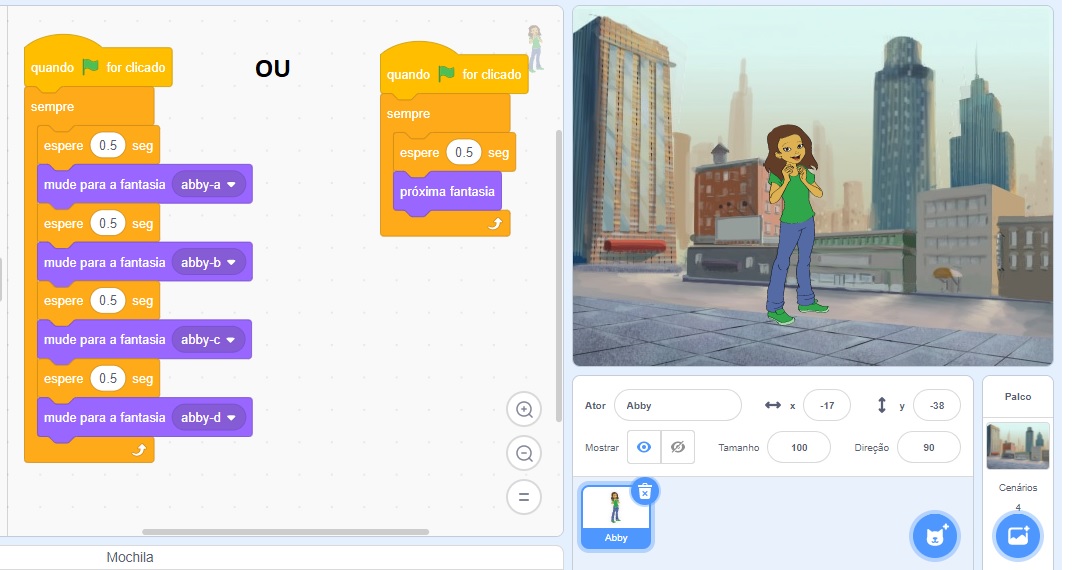 quando for clicado
sempre
espere 0.5 seg
mude para a fantasia abby-a
espere 0.5 seg
mude para a fantasia abby-b
espere 0.5 seg
mude para a fantasia abby-c
espere 0.5 seg
mude para a fantasia abby-d
OU
quando for clicado
sempre
espere 0.5 seg
próxima fantasia
Mochila
Ator Abby x -17 y -38
Mostrar Tamanho 100 Direção 90
Abby
Palco
Cenários
4